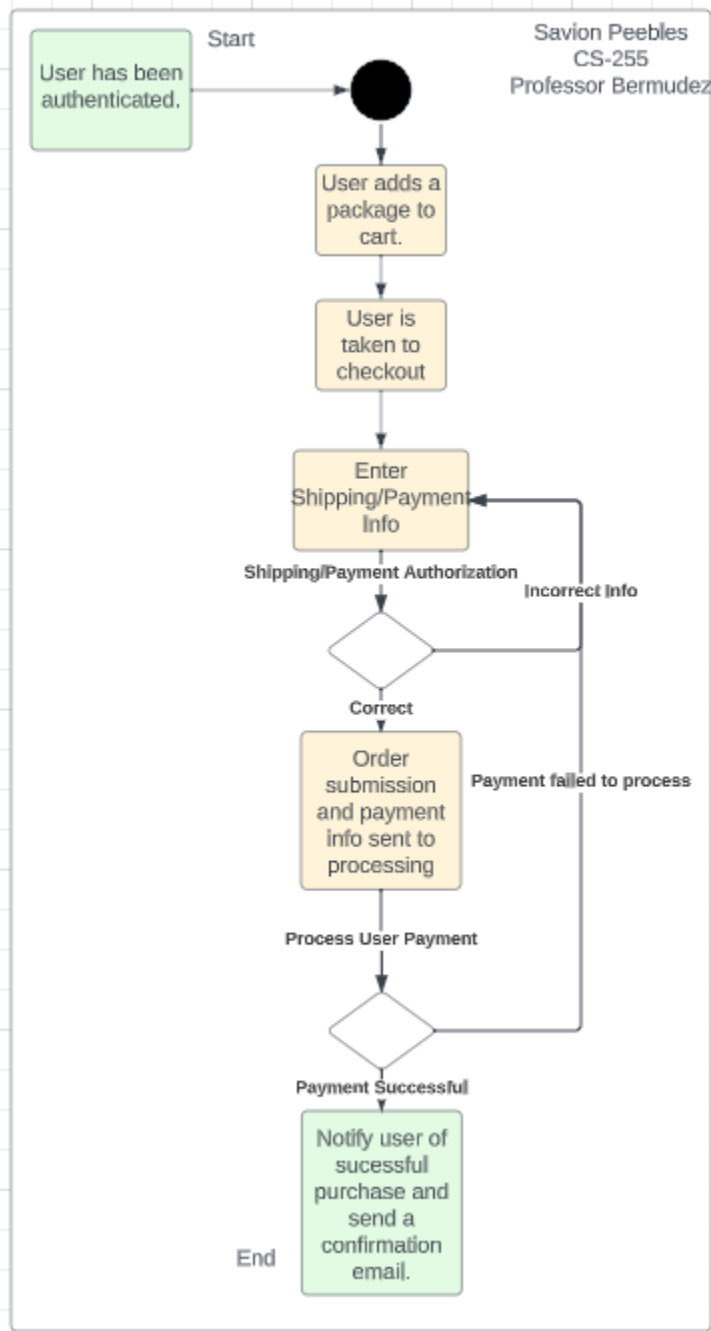 Start
Savion Peebles
CS-255
Professor Bermudez
User has been
authenticated.
User adds a
package to
cart.
User is
taken to
checkout
Enter
Shipping/Payment
Info
Shipping/Payment Authorization
Incorrect Info
Correct
Order
submission
and payment
info sent to
processing
Payment failed to process
Process User Payment
Payment Successful
Notify user of
sucessful
purchase and
send a
confirmation
email.
End